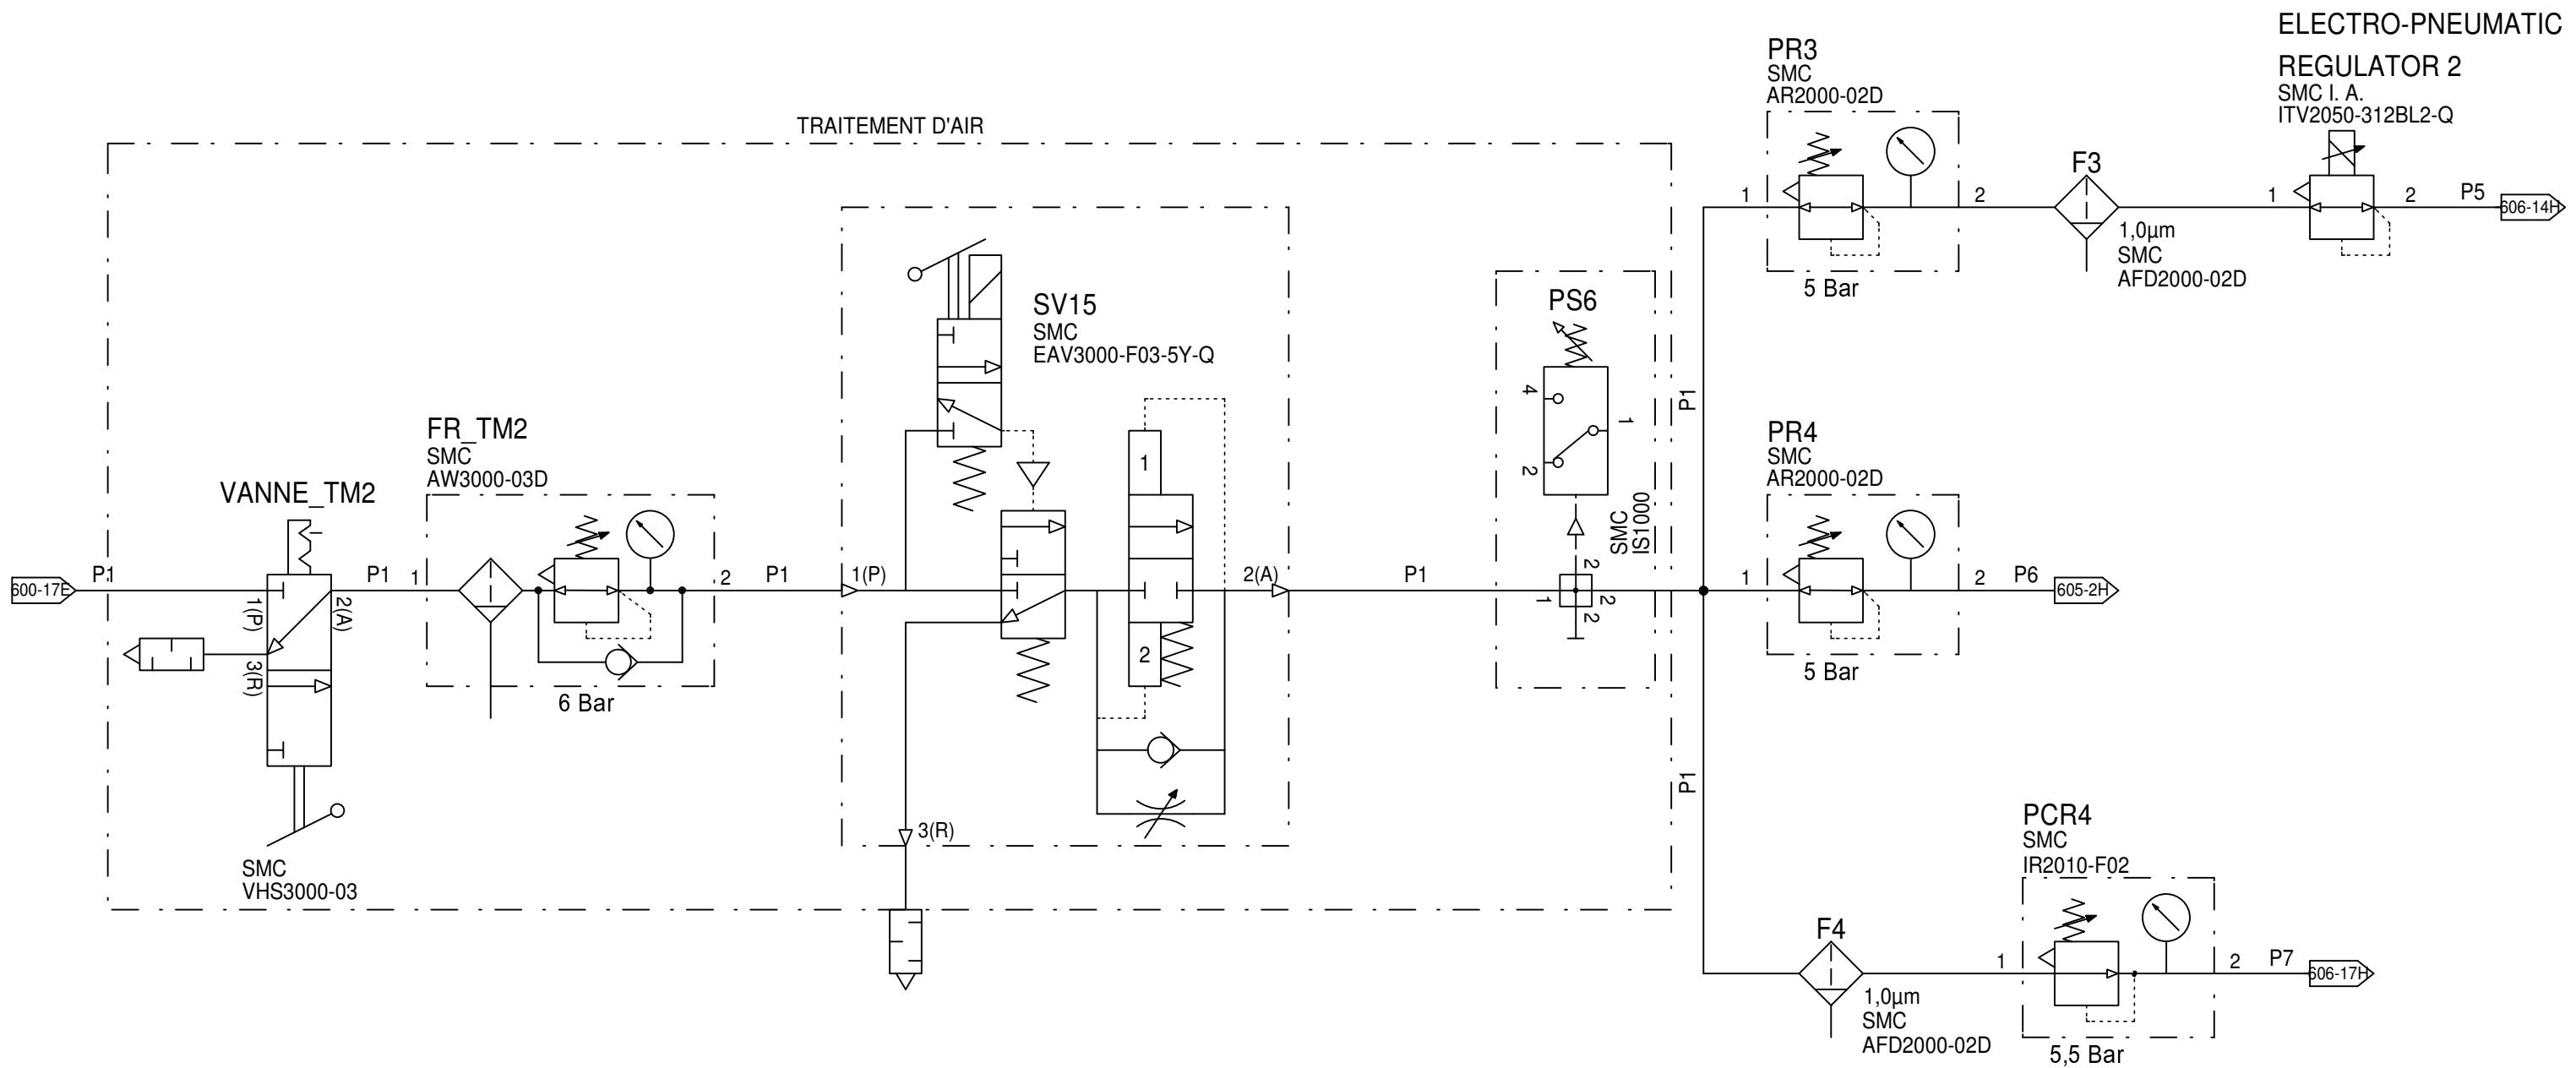 ELECTRO-PNEUMATIC
REGULATOR 2
SMC I. A.
ITV2050-312BL2-Q
PR3
SMC
AR2000-02D
TRAITEMENT D'AIR
F3
1
2
1
2
P5
606-14H
1,0µm
SMC
AFD2000-02D
5 Bar
SV15
SMC
EAV3000-F03-5Y-Q
PS6
4
1
2
SMC
IS1000
P1
FR_TM2
SMC
AW3000-03D
PR4
SMC
AR2000-02D
VANNE_TM2
1
600-17E
P1
1(P)
2(A)
3(R)
P1
1
2
P1
1(P)
2(A)
P1
1
2
2
2
1
2
P6
605-2H
2
6 Bar
5 Bar
P1
3(R)
SMC
VHS3000-03
PCR4
SMC
IR2010-F02
F4
1
2
P7
606-17H
1,0µm
SMC
AFD2000-02D
5,5 Bar